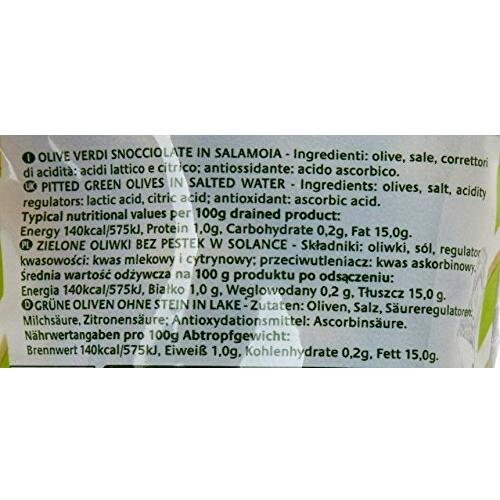 I OLIVE VERDI SNOCCIOLATE IN SALAMOIA - Ingredienti: olive, sale, correttori
di acidità: acidi lattico e citrico; antiossidante: acido ascorbico.
UK PITTED GREEN OLIVES IN SALTED WATER - Ingredients: olives, salt, acidity
regulators: lactic acid, citric acid; antioxidant: ascorbic acid.
Typical nutritional values per 100g drained product:
Energy 140kcal/575kJ, Protein 1,0g, Carbohydrate 0,2g, Fat 15,0g.
PL ZIELONE OLIWKI BEZ PESTEK W SOLANCE - Składniki: oliwki, sól, regulator
kwasowości: kwas mlekowy i cytrynowy; przeciwutleniacz: kwas askorbinowy.
Średnia wartość odżywcza na 100 g produktu po odsączeniu:
Energia 140kcal/575kJ, Białko 1,0 g, Węglowodany 0,2 g, Tłuszcz 15,0 g.
D GRÜNE OLIVEN OHNE STEIN IN LAKE - Zutaten: Oliven, Salz, Säureregulatoren:
Milchsäure, Zitronensäure; Antioxydationsmittel: Ascorbinsäure.
Nährwertangaben pro 100g Abtropfgewicht:
Brennwert 140kcal/575kJ, Eiweiß 1,0g, Kohlenhydrate 0,2g, Fett 15,0g.